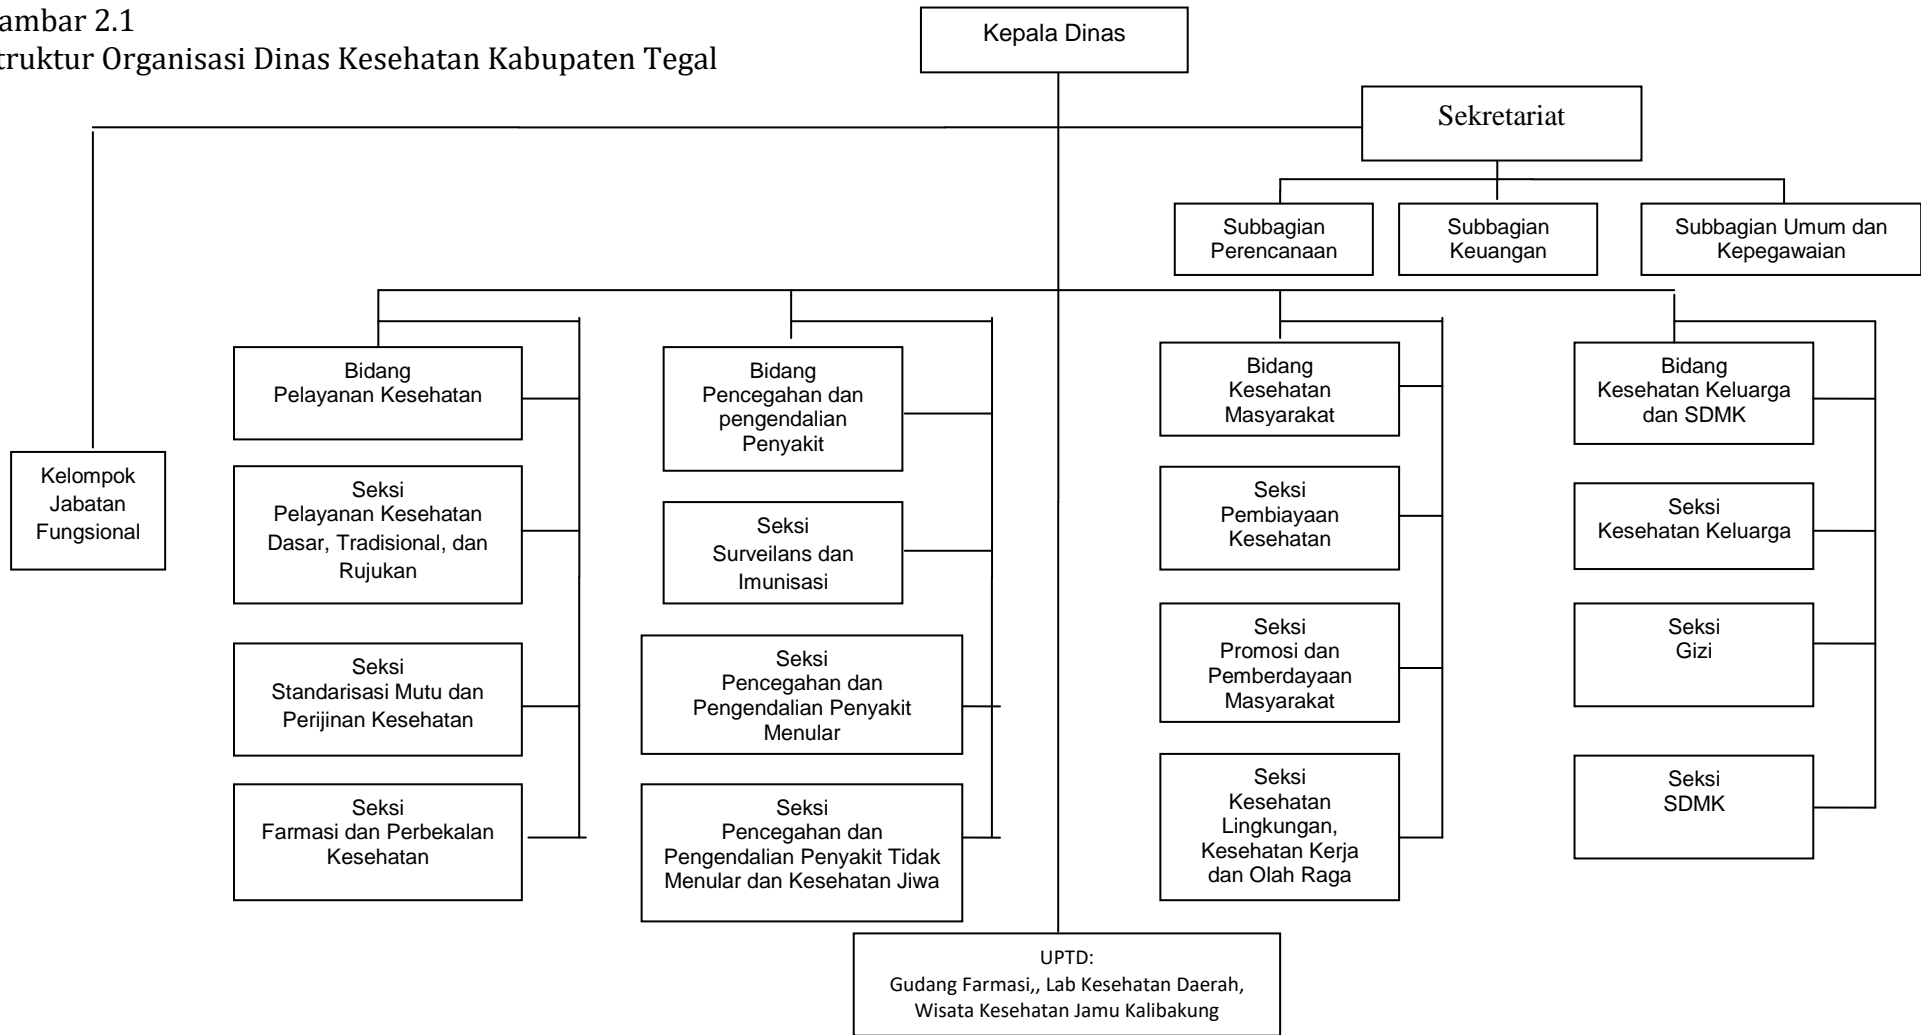 ambar 2.1
truktur Organisasi Dinas Kesehatan Kabupaten Tegal
Kepala Dinas
Sekretariat
Subbagian
Perencanaan
Subbagian
Keuangan
Subbagian Umum dan
Kepegawaian
Kelompok
Jabatan
Fungsional
Bidang
Pelayanan Kesehatan
Seksi
Pelayanan Kesehatan
Dasar, Tradisional, dan
Rujukan
Seksi
Standarisasi Mutu dan
Perijinan Kesehatan
Seksi
Farmasi dan Perbekalan
Kesehatan
Bidang
Pencegahan dan
pengendalian
Penyakit
Seksi
Surveilans dan
Imunisasi
Seksi
Pencegahan dan
Pengendalian Penyakit
Menular
Seksi
Pencegahan dan
Pengendalian Penyakit Tidak
Menular dan Kesehatan Jiwa
Bidang
Kesehatan
Masyarakat
Seksi
Pembiayaan
Kesehatan
Seksi
Promosi dan
Pemberdayaan
Masyarakat
Seksi
Kesehatan
Lingkungan,
Kesehatan Kerja
dan Olah Raga
Bidang
Kesehatan Keluarga
dan SDMK
Seksi
Kesehatan Keluarga
Seksi
Gizi
Seksi
SDMK
UPTD:
Gudang Farmasi,, Lab Kesehatan Daerah,
Wisata Kesehatan Jamu Kalibakung